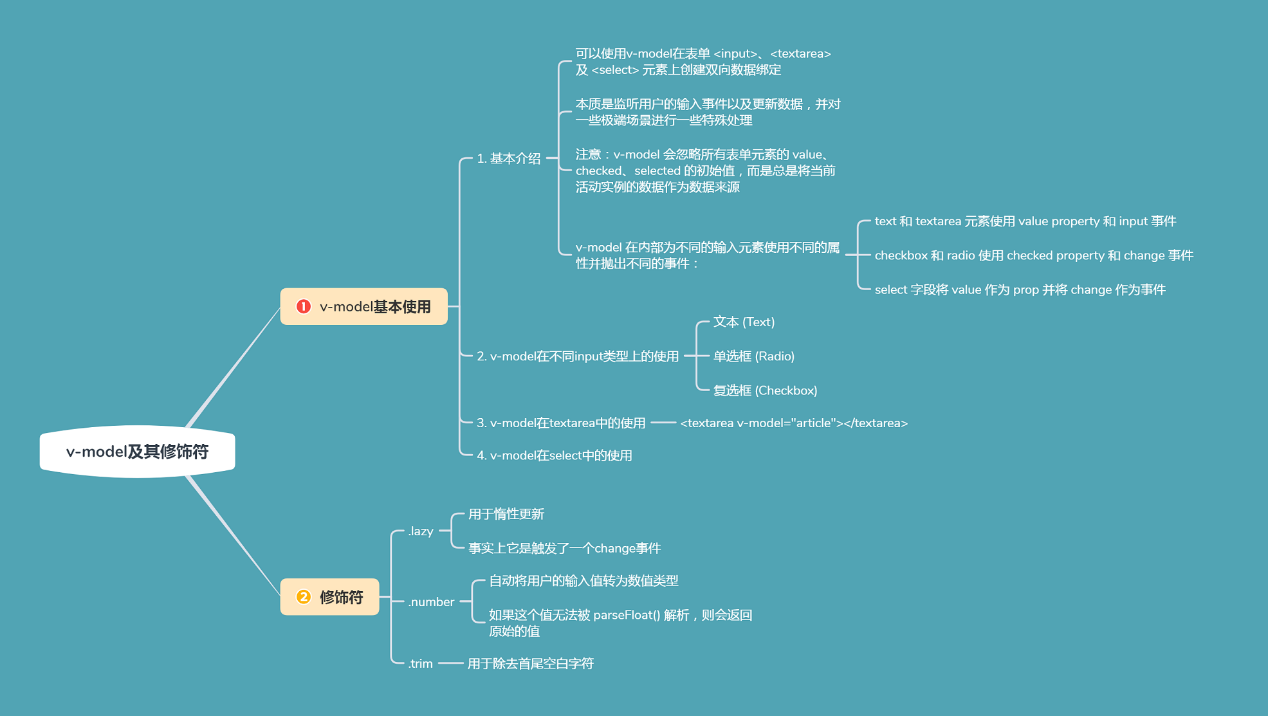 v-model及其修饰符
❶ v-model基本使用
1. 基本介绍
可以使用v-model在表单 <input>、<textarea>
及 <select> 元素上创建双向数据绑定
本质是监听用户的输入事件以及更新数据，并对
一些极端场景进行一些特殊处理
注意：v-model 会忽略所有表单元素的 value、
checked、selected 的初始值，而是总是将当前
活动实例的数据作为数据来源
v-model 在内部为不同的输入元素使用不同的属
性并抛出不同的事件：
text 和 textarea 元素使用 value property 和 input 事件
checkbox 和 radio 使用 checked property 和 change 事件
select 字段将 value 作为 prop 并将 change 作为事件
2. v-model在不同input类型上的使用
文本 (Text)
单选框 (Radio)
复选框 (Checkbox)
3. v-model在textarea中的使用
<textarea v-model="article"></textarea>
4. v-model在select中的使用
❷ 修饰符
.lazy
用于惰性更新
事实上它是触发了一个change事件
.number
自动将用户的输入值转为数值类型
如果这个值无法被 parseFloat() 解析，则会返回
原始的值
.trim
用于除去首尾空白字符